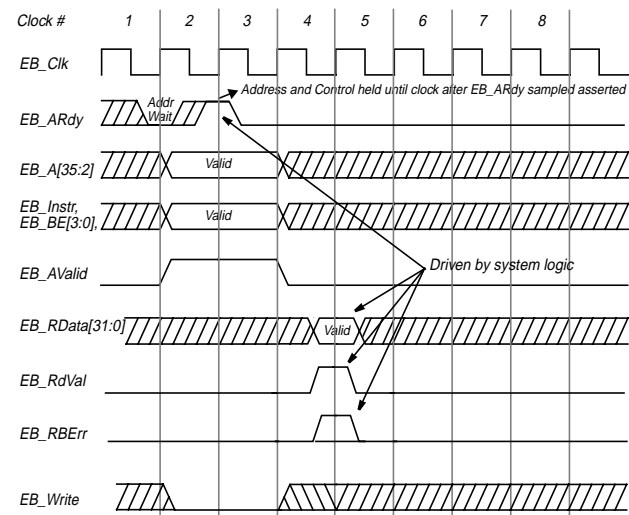 Clock # 1 2 3 4 5 6 7 8
EB_Clk
Address and Control held until clock after EB_ARdy sampled asserted
Addr
Wait
EB_ARdy
EB_A[35:2] Valid
EB_Instr,
EB_BE[3:0], Valid
EB_AValid
Driven by system logic
EB_RData[31:0] Valid
EB_RdVal
EB_RBErr
EB_Write